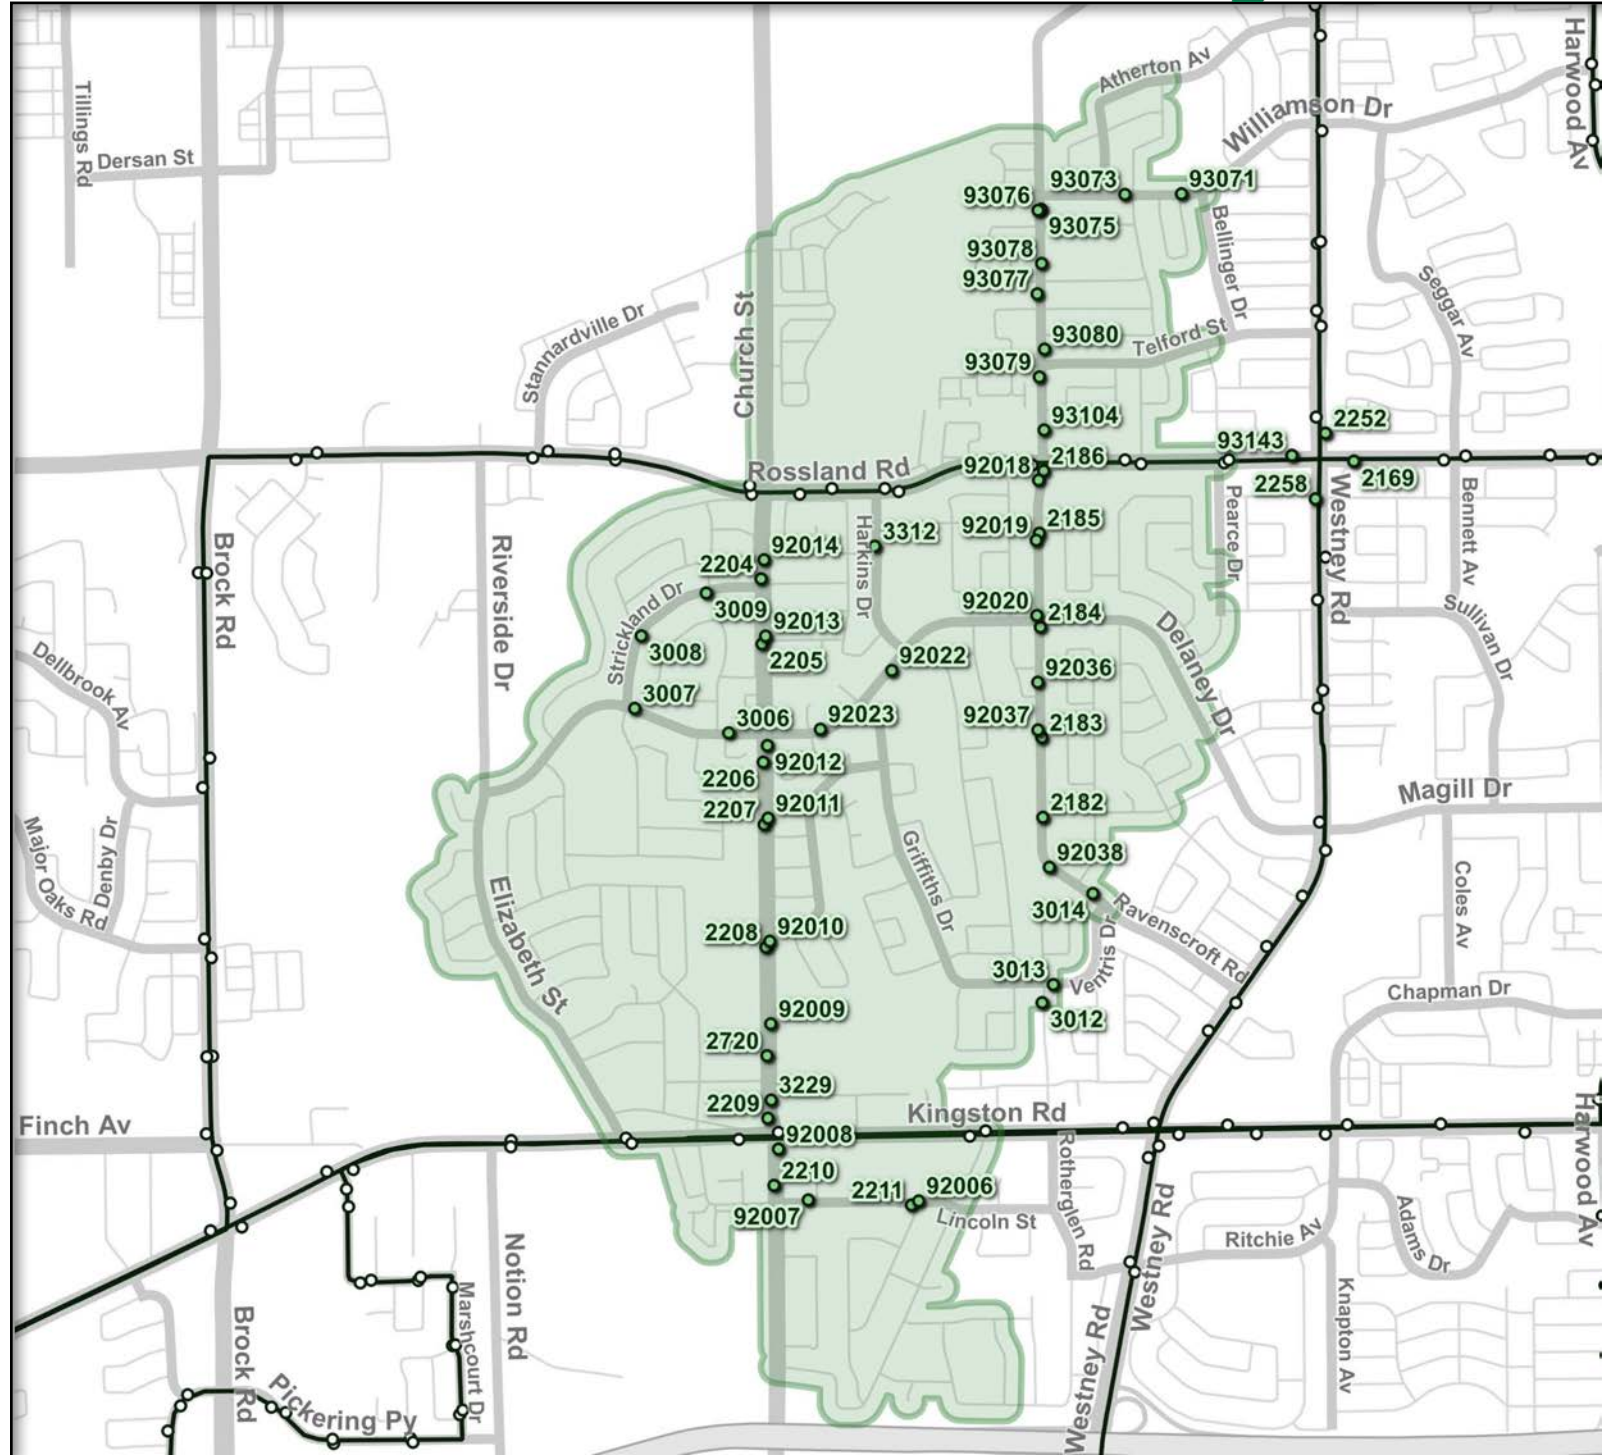 Atherton Av
Harwood Av
Tillings Rd
Williamson Dr
Dersan St
93073
93071
93076
93075
Bellinger Dr
93078
93077
Seggar Av
Church St
Stannardville Dr
93080
Telford St
93079
93104
2252
93143
Rossland Rd
92018
2186
2169
2258
Pearce Dr
Westney Rd
Bennett Av
Brock Rd
Riverside Dr
92014
Harkins Dr
3312
92019
2185
2204
Strickland Dr
3009
92013
92020
2184
Sullivan Dr
3008
2205
92022
Delaney Dr
Dellbrook Av
3007
92036
3006
92023
92037
2183
2206
92012
Magill Dr
2207
92011
2182
Major Oaks Rd
Denby Dr
Griffiths Dr
92038
Coles Av
Elizabeth St
3014
Ravenscroft Rd
2208
92010
Ventris Dr
3013
Chapman Dr
92009
3012
2720
3229
2209
Kingston Rd
Harwood Av
Finch Av
92008
Rotherglen Rd
2210
2211
92006
92007
Lincoln St
Westney Rd
Ritchie Av
Adams Dr
Notion Rd
Marshcourt Dr
Knapton Av
Brock Rd
Pickering Py
Westney Rd